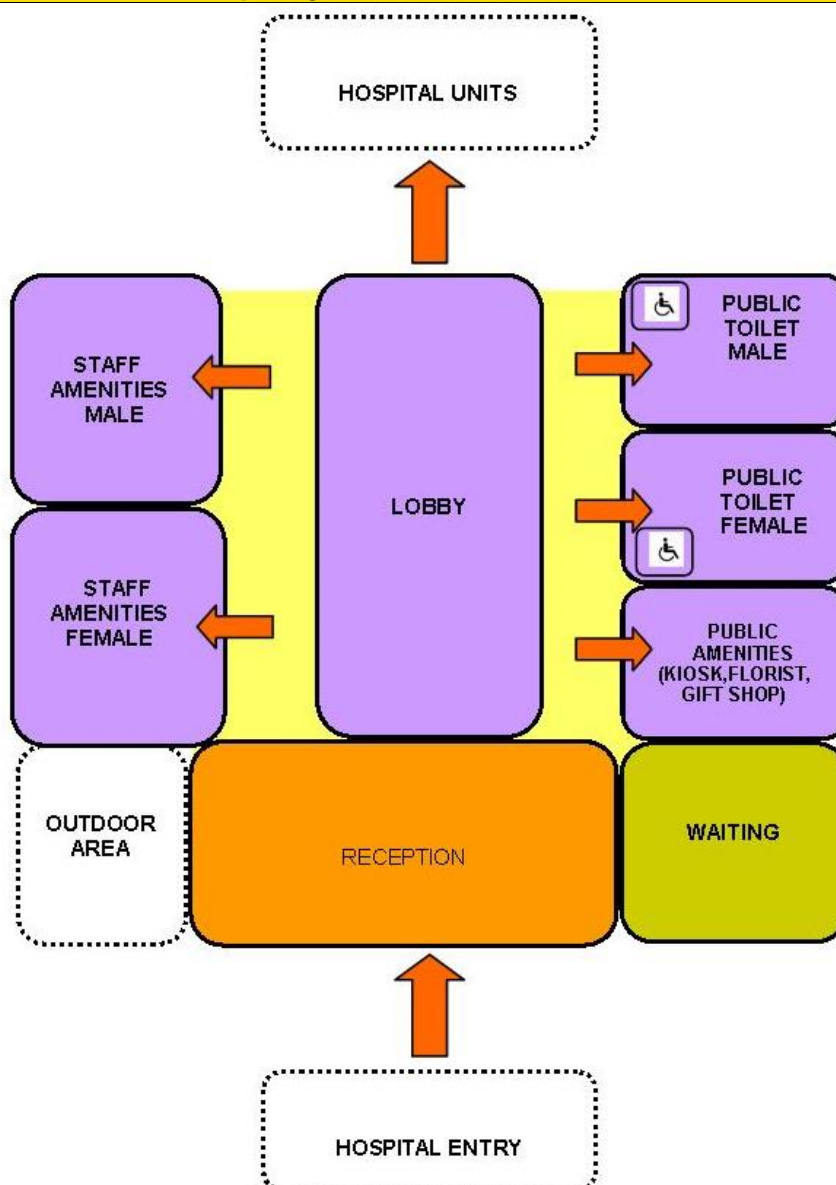 HOSPITAL UNITS
STAFF
AMENITIES
MALE
LOBBY
PUBLIC
TOILET
MALE
PUBLIC
TOILET
FEMALE
STAFF
AMENITIES
FEMALE
PUBLIC
AMENITIES
(KIOSK,FLORIST,
GIFT SHOP)
OUTDOOR
AREA
RECEPTION
WAITING
HOSPITAL ENTRY